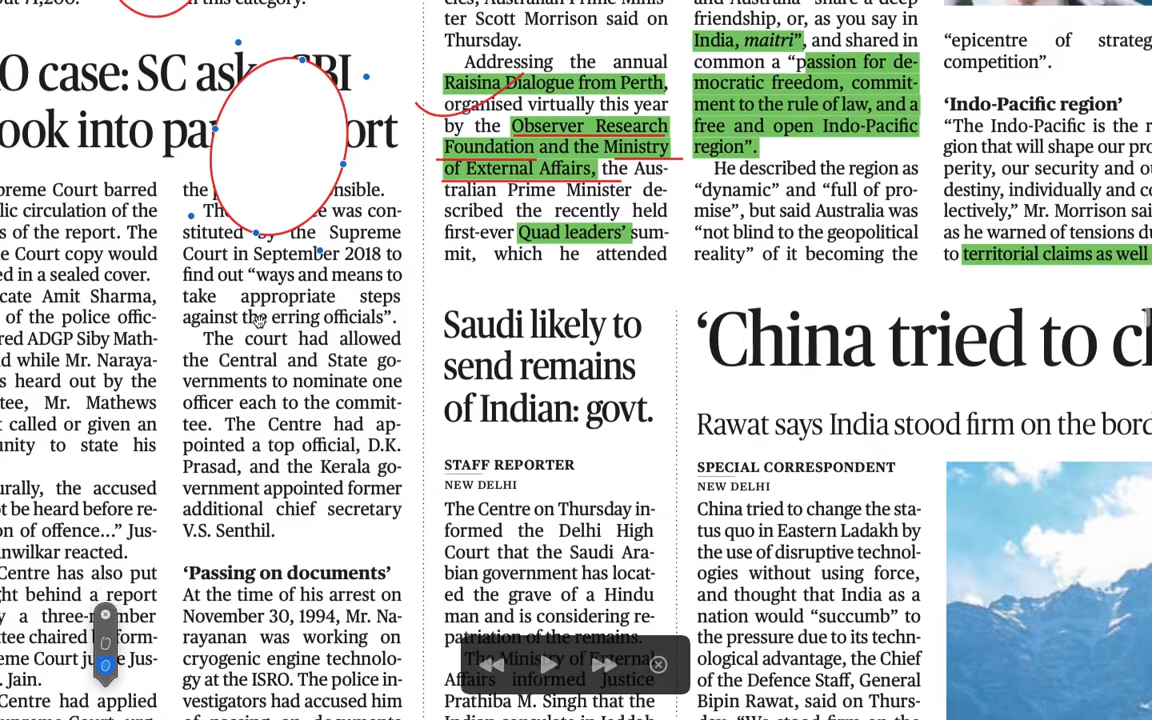 O case: SC
ook into
ort
preme Court barred
lic circulation of the
s of the report. The
e Court copy would
ed in a sealed cover.
cate Amit Sharma,
of the police offic-
red ADGP Siby Math-
d while Mr. Naraya-
s heard out by the
tee, Mr. Mathews
t called or given an
unity to state his
urally, the accused
ot be heard before re-
on of offence...” Jus-
anwilkar reacted.
Centre has also put
ght behind a report
y a three-member
ttee chaired
eme Court Jus-
. Jain.
Centre had applied
n this category.
the nsible.
was con-
stituted by the Supreme
Court in September 2018 to
find out “ways and means to
take appropriate steps
against the erring officials”.
The court had allowed
the Central and State go-
vernments to nominate one
officer each to the commit-
tee. The Centre had ap-
pointed a top official, D.K.
Prasad, and the Kerala go-
vernment appointed former
additional chief secretary
V.S. Senthil.
‘Passing on documents’
At the time of his arrest on
November 30, 1994, Mr. Na-
rayanan was working on
cryogenic engine technolo-
gy at the ISRO. The police in-
vestigators had accused him
ter Scott Morrison said on
Thursday.
Addressing the annual
Raisina Dialogue from Perth,
organised virtually this year
by the Observer Research
Foundation and the Ministry
of External Affairs, the Aus-
tralian Prime Minister de-
scribed the recently held
first-ever Quad leaders’ sum-
mit, which he attended
friendship, or, as you say in
India, maitri”, and shared in
common a “passion for de-
mocratic freedom, commit-
ment to the rule of law, and a
free and open Indo-Pacific
region”.
He described the region as
“dynamic” and “full of pro-
mise”, but said Australia was
“not blind to the geopolitical
reality” of it becoming the
“epicentre of strateg
competition”.
‘Indo-Pacific region’
“The Indo-Pacific is the r
gion that will shape our pro
perity, our security and ou
destiny, individually and co
lectively,” Mr. Morrison sai
as he warned of tensions du
to territorial claims as well
Saudi likely to
send remains
of Indian: govt.
STAFF REPORTER
NEW DELHI
The Centre on Thursday in-
formed the Delhi High
Court that the Saudi Ara-
bian government has locat-
ed the grave of a Hindu
man and is considering re-
patriation of the remains.
The Ministry of External
Affairs informed Justice
Prathiba M. Singh that the
‘China tried to ch
Rawat says India stood firm on the bord
SPECIAL CORRESPONDENT
NEW DELHI
China tried to change the sta-
tus quo in Eastern Ladakh by
the use of disruptive technol-
ogies without using force,
and thought that India as a
nation would “succumb” to
the pressure due to its techn-
ological advantage, the Chief
of the Defence Staff, General
Bipin Rawat, said on Thurs-